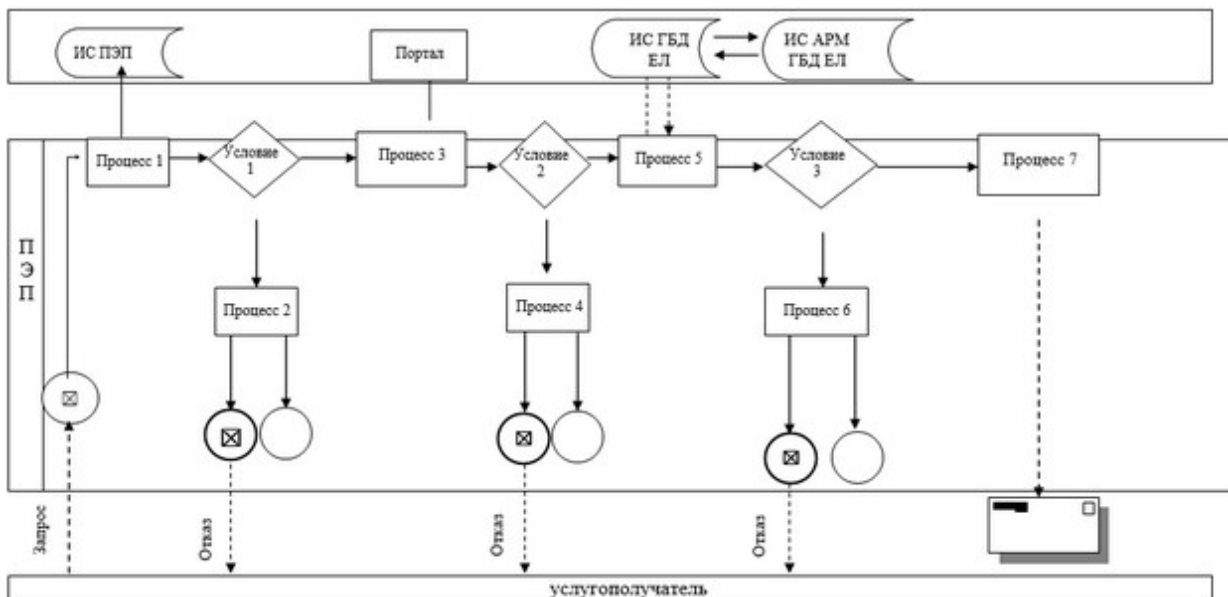 ИС ПЭП
Портал
ИС ГБД
ЕЛ
ИС АРМ
ГБД ЕЛ
Процесс 1
Условие
1
Процесс 3
Условие
2
Процесс 5
Условие
3
Процесс 7
П
Э
П
Процесс 2
Процесс 4
Процесс 6
Запрос
Отказ
Отказ
Отказ
услугополучатель